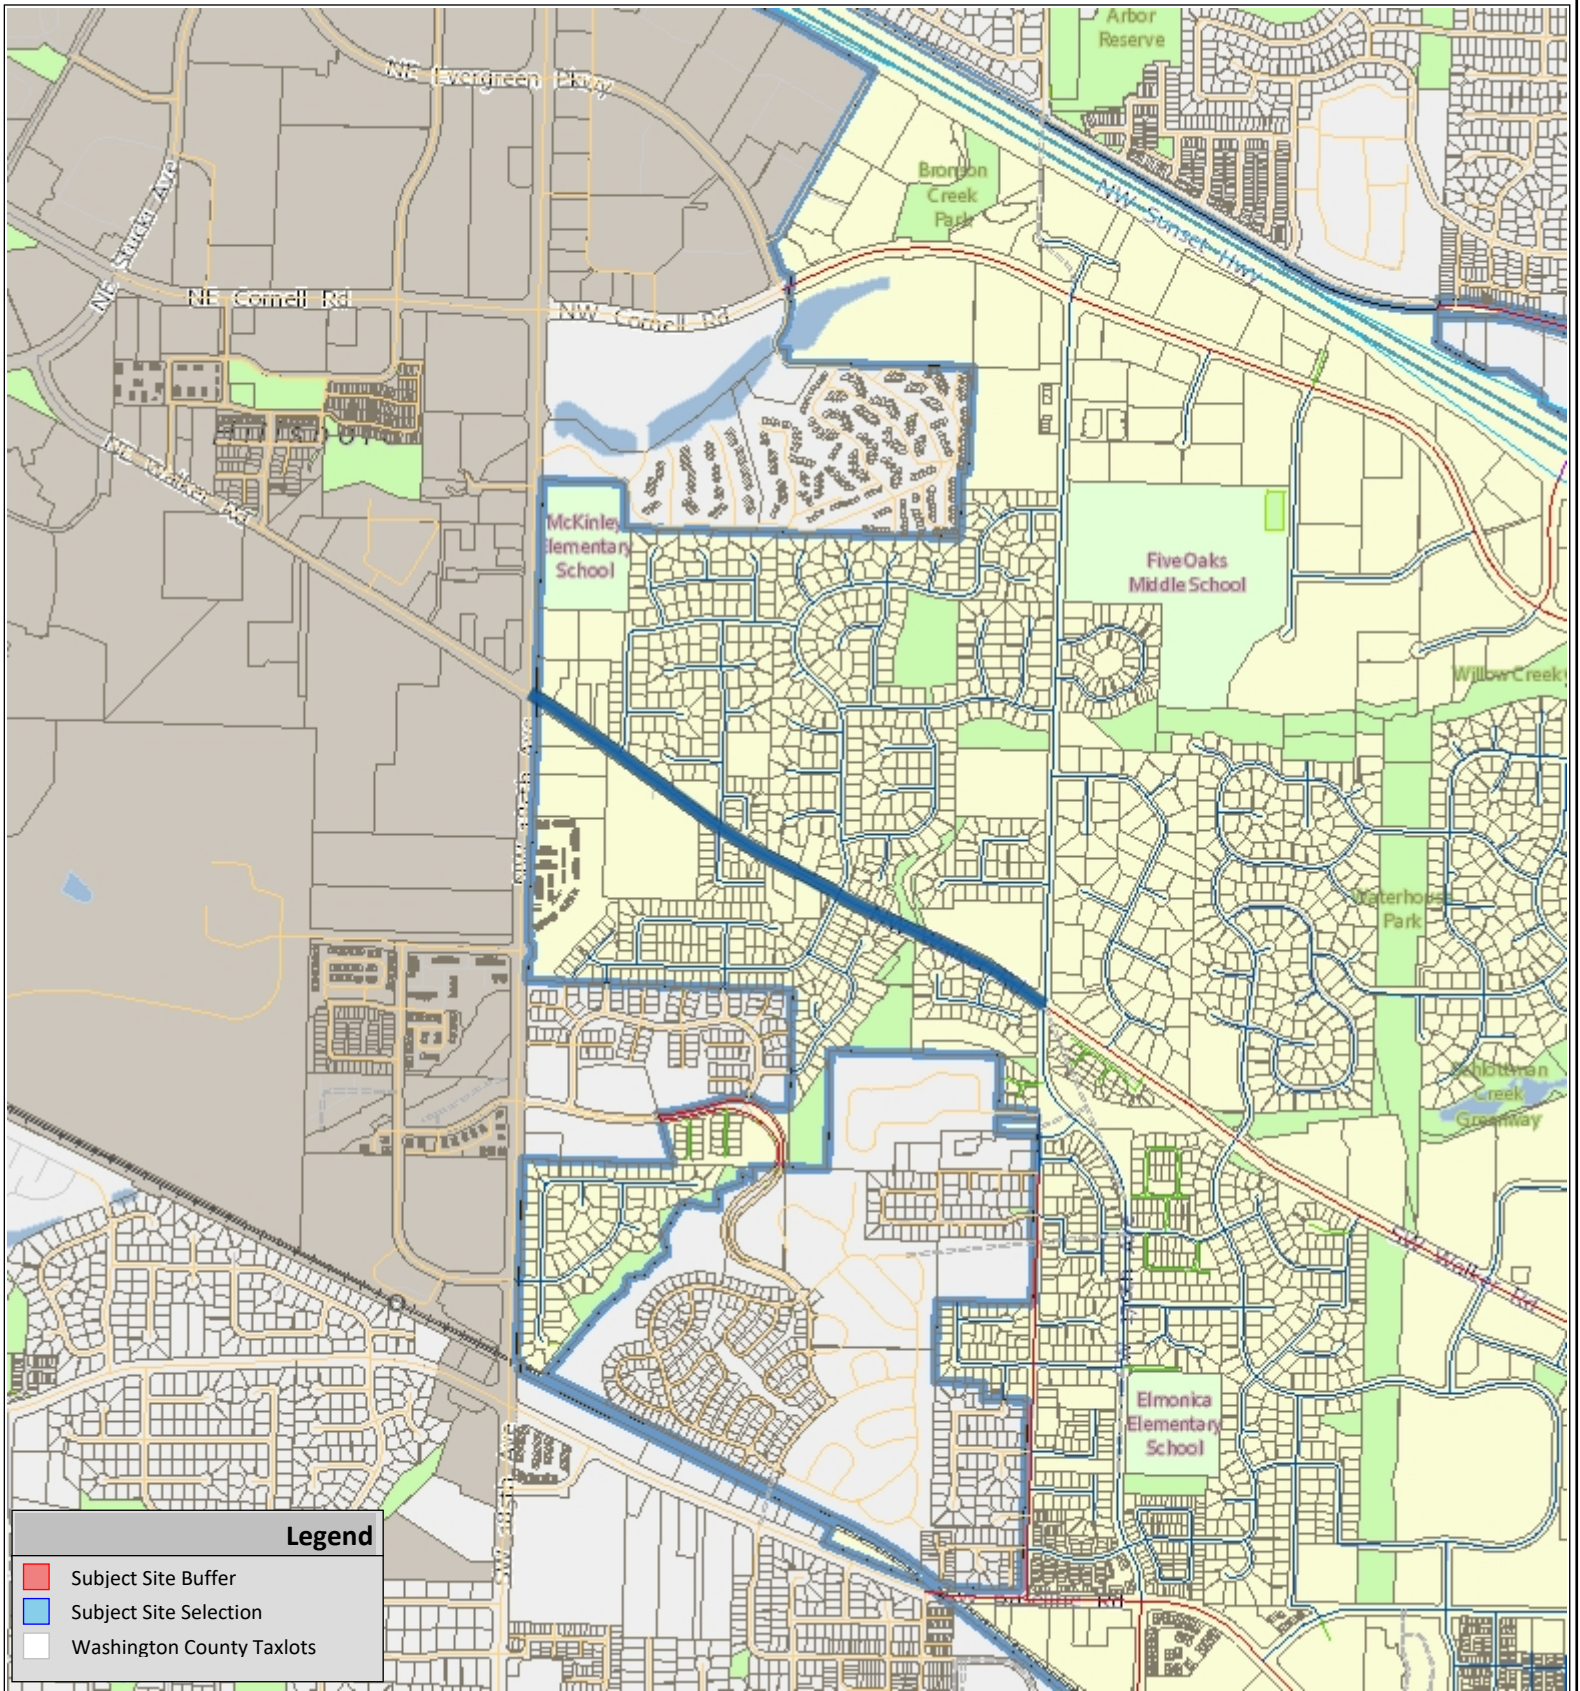 Arbor
Reserve
NE Evergreen Pkwy
Bronson
Creek
Park
NE Stucki Ave
NW Sunset Hwy
NE Cornell Rd
NW Cornell Rd
NE Walker Rd
McKinley
Elementary
School
Five Oaks
Middle School
Willow Creek
Waterhouse
Park
Schlottman
Creek
Greenway
Walker Rd
Elmonica
Elementary
School
Baseline Rd
Legend
Subject Site Buffer
Subject Site Selection
Washington County Taxlots